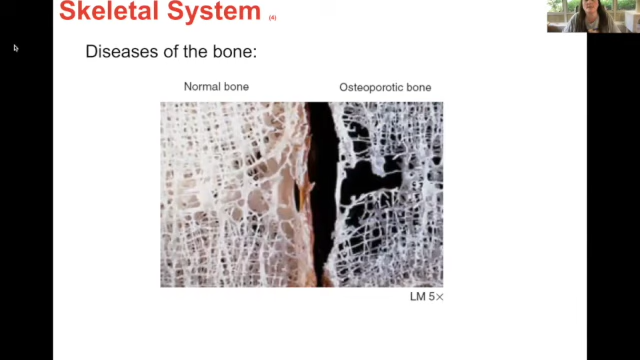 Skeletal System (4)
Diseases of the bone:
Normal bone Osteoporotic bone
LM 5×